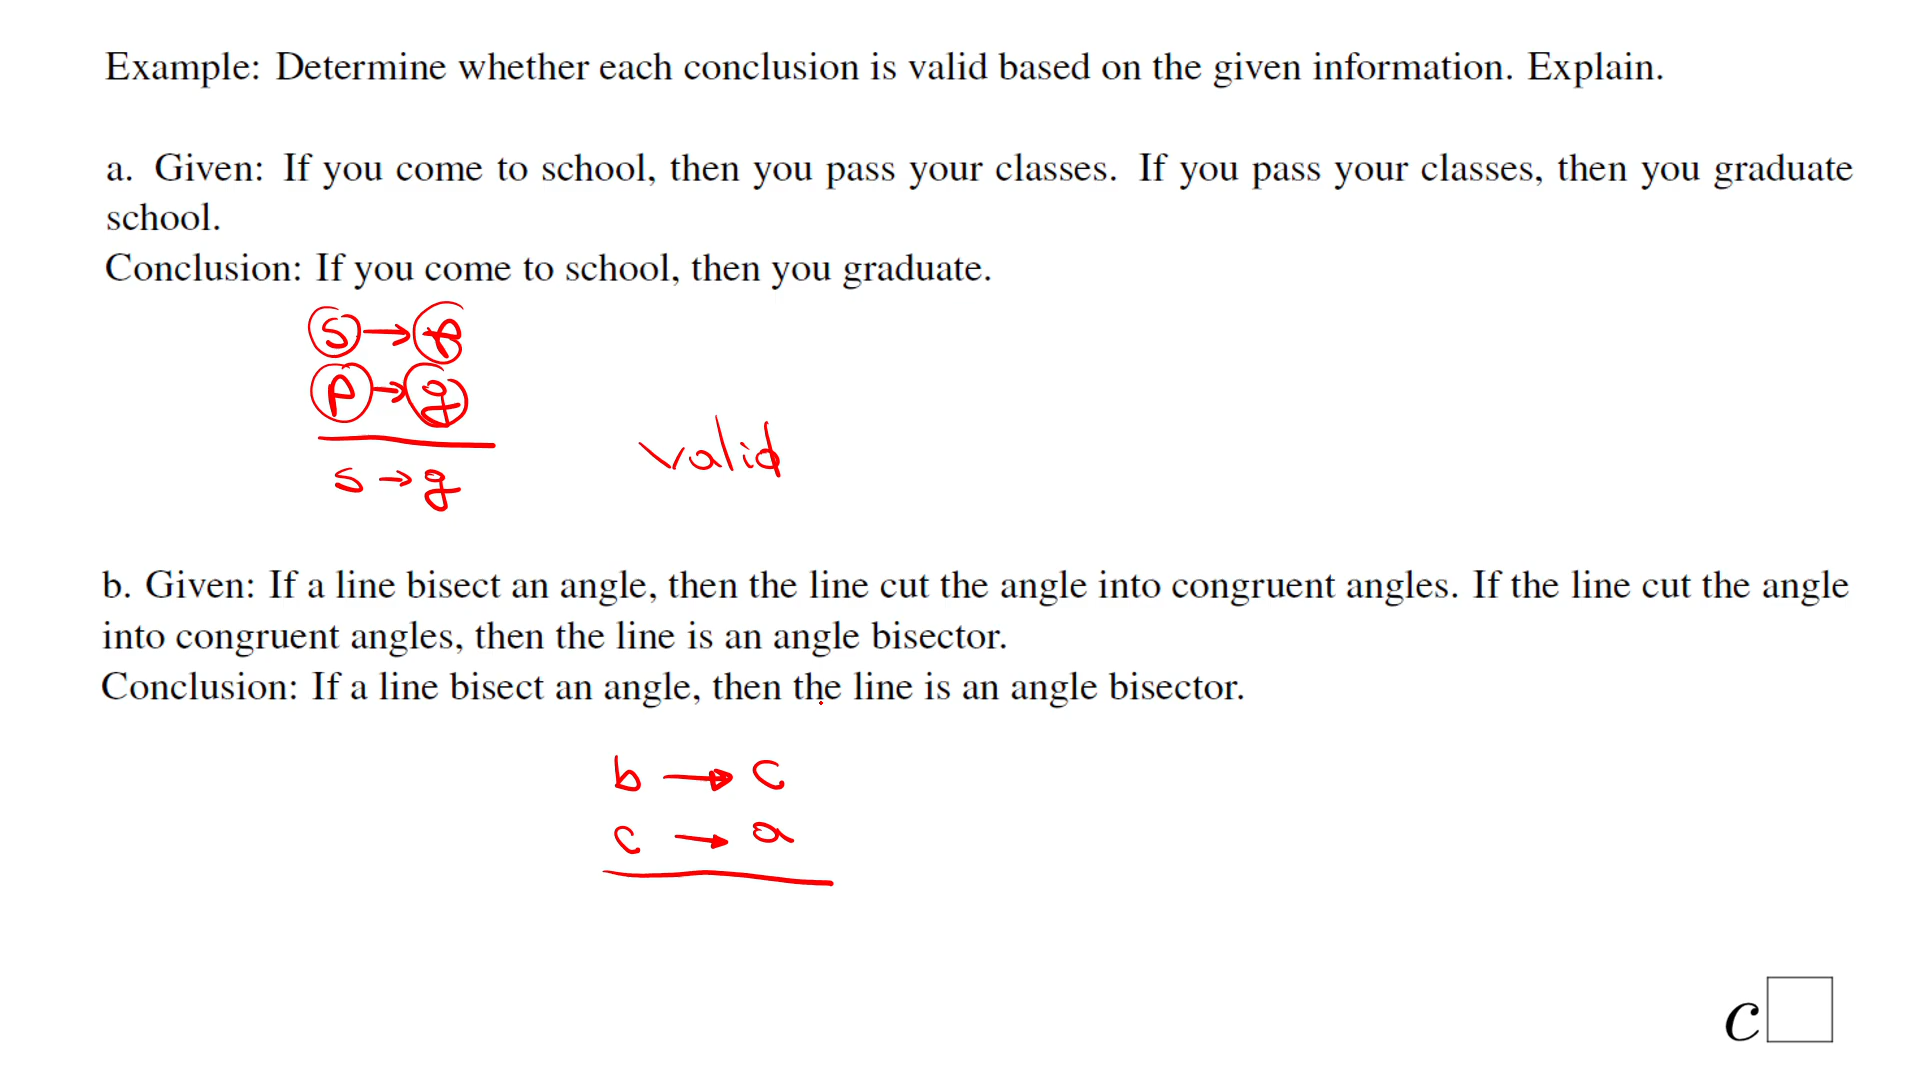 Example: Determine whether each conclusion is valid based on the given information. Explain.
a. Given: If you come to school, then you pass your classes. If you pass your classes, then you graduate
school.
Conclusion: If you come to school, then you graduate.
S → P
P → g
valid
s → g
b. Given: If a line bisect an angle, then the line cut the angle into congruent angles. If the line cut the angle
into congruent angles, then the line is an angle bisector.
Conclusion: If a line bisect an angle, then the line is an angle bisector.
b → c
c → a
c